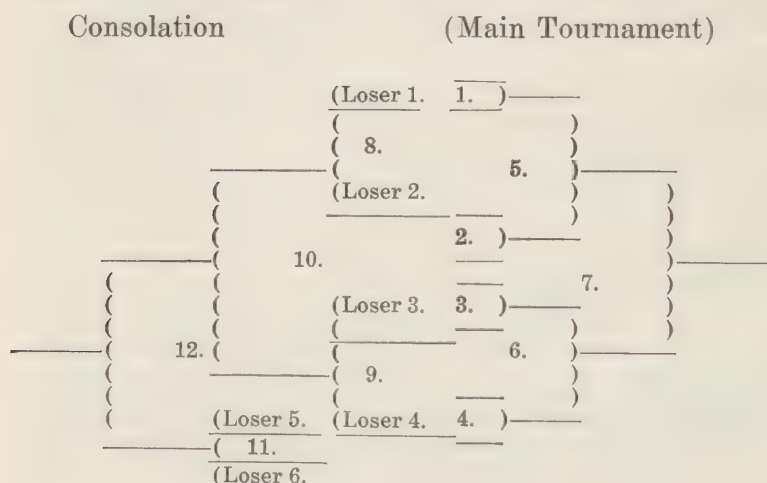 Consolation (Main Tournament)
(Loser 1. 1. )
8.
5.
(Loser 2.
2. )
10.
7.
(Loser 3. 3. )
12. 6.
9.
(Loser 5. (Loser 4. 4. )
11.
(Loser 6.